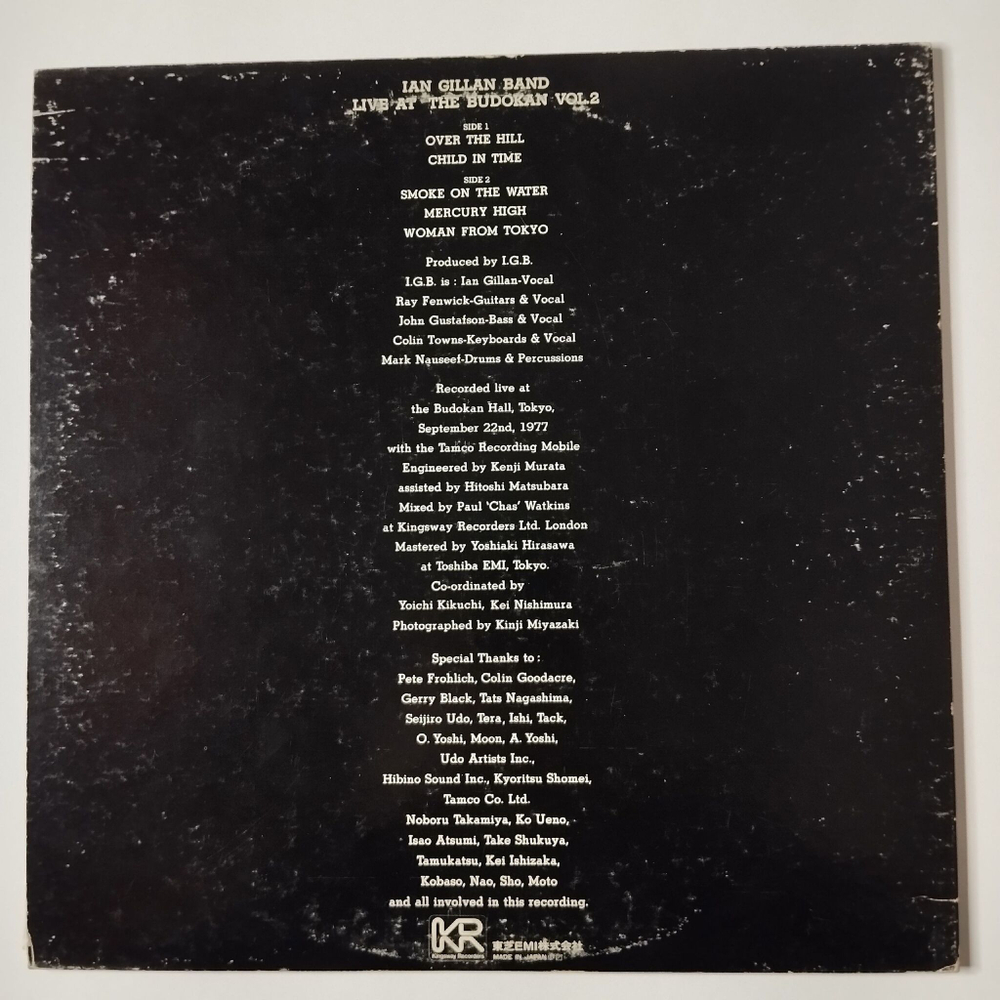 IAN GILLAN BAND
LIVE AT THE BUDOKAN VOL.2
SIDE 1
OVER THE HILL
CHILD IN TIME
SIDE 2
SMOKE ON THE WATER
MERCURY HIGH
WOMAN FROM TOKYO
Produced by I.G.B.
I.G.B. is : Ian Gillan-Vocal
Ray Fenwick-Guitars & Vocal
John Gustafson-Bass & Vocal
Colin Towns-Keyboards & Vocal
Mark Nauseef-Drums & Percussions
Recorded live at
the Budokan Hall, Tokyo,
September 22nd, 1977
with the Tamco Recording Mobile
Engineered by Kenji Murata
assisted by Hitoshi Matsubara
Mixed by Paul 'Chas' Watkins
at Kingsway Recorders Ltd. London
Mastered by Yoshiaki Hirasawa
at Toshiba EMI, Tokyo.
Co-ordinated by
Yoichi Kikuchi, Kei Nishimura
Photographed by Kinji Miyazaki
Special Thanks to :
Pete Frohlich, Colin Goodacre,
Gerry Black, Tats Nagashima,
Seijiro Udo, Tera, Ishi, Tack,
O. Yoshi, Moon, A. Yoshi,
Udo Artists Inc.,
Hibino Sound Inc., Kyoritsu Shomei,
Tamco Co. Ltd.
Noboru Takamiya, Ko Ueno,
Isao Atsumi, Take Shukuya,
Tamukatsu, Kei Ishizaka,
Kobaso, Nao, Sho, Moto
and all involved in this recording.
KR
Kingsway Recorders
東芝EMI株式会社
MADE IN JAPAN